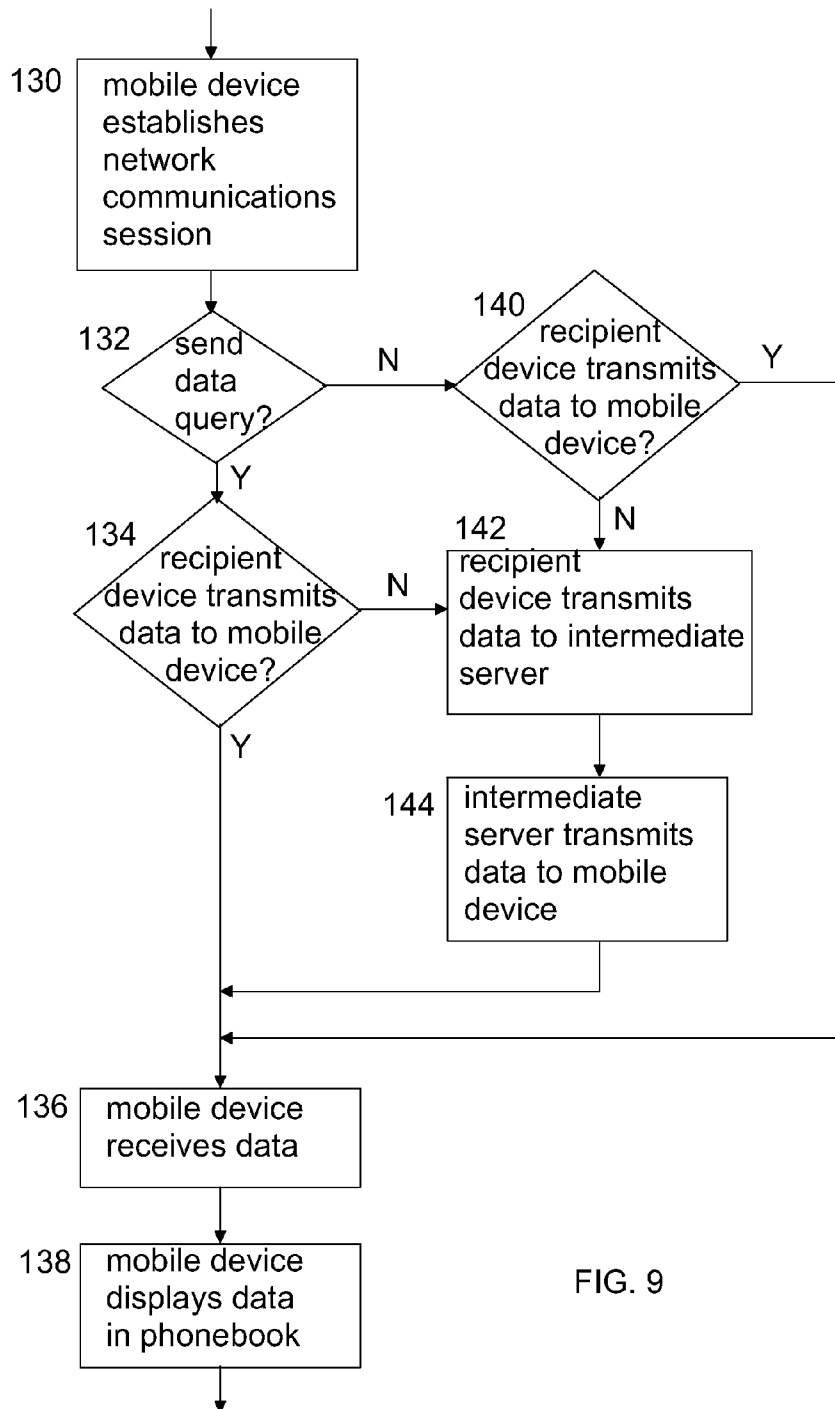 130
mobile device
establishes
network
communications
session
132
send
data
query?
N
Y
140
recipient
device transmits
data to mobile
device?
Y
N
134
recipient
device transmits
data to mobile
device?
N
Y
142
recipient
device transmits
data to intermediate
server
144
intermediate
server transmits
data to mobile
device
136
mobile device
receives data
138
mobile device
displays data
in phonebook
FIG. 9